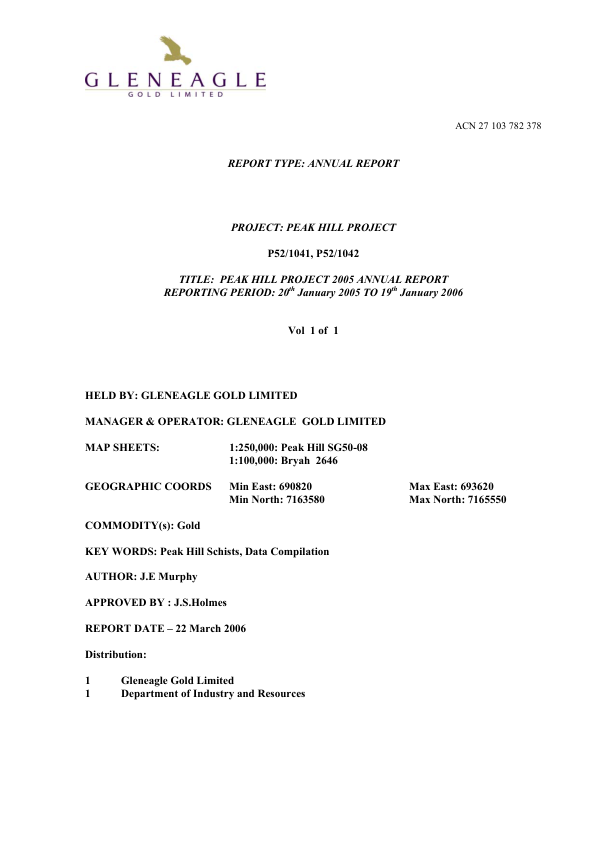 GLENEAGLE
GOLD LIMITED
ACN 27 103 782 378
REPORT TYPE: ANNUAL REPORT
PROJECT: PEAK HILL PROJECT
P52/1041, P52/1042
TITLE: PEAK HILL PROJECT 2005 ANNUAL REPORT
REPORTING PERIOD: 20th January 2005 TO 19th January 2006
Vol 1 of 1
HELD BY: GLENEAGLE GOLD LIMITED
MANAGER & OPERATOR: GLENEAGLE GOLD LIMITED
MAP SHEETS: 1:250,000: Peak Hill SG50-08
1:100,000: Bryah 2646
GEOGRAPHIC COORDS Min East: 690820 Max East: 693620
Min North: 7163580 Max North: 7165550
COMMODITY(s): Gold
KEY WORDS: Peak Hill Schists, Data Compilation
AUTHOR: J.E Murphy
APPROVED BY : J.S.Holmes
REPORT DATE – 22 March 2006
Distribution:
1 Gleneagle Gold Limited
1 Department of Industry and Resources